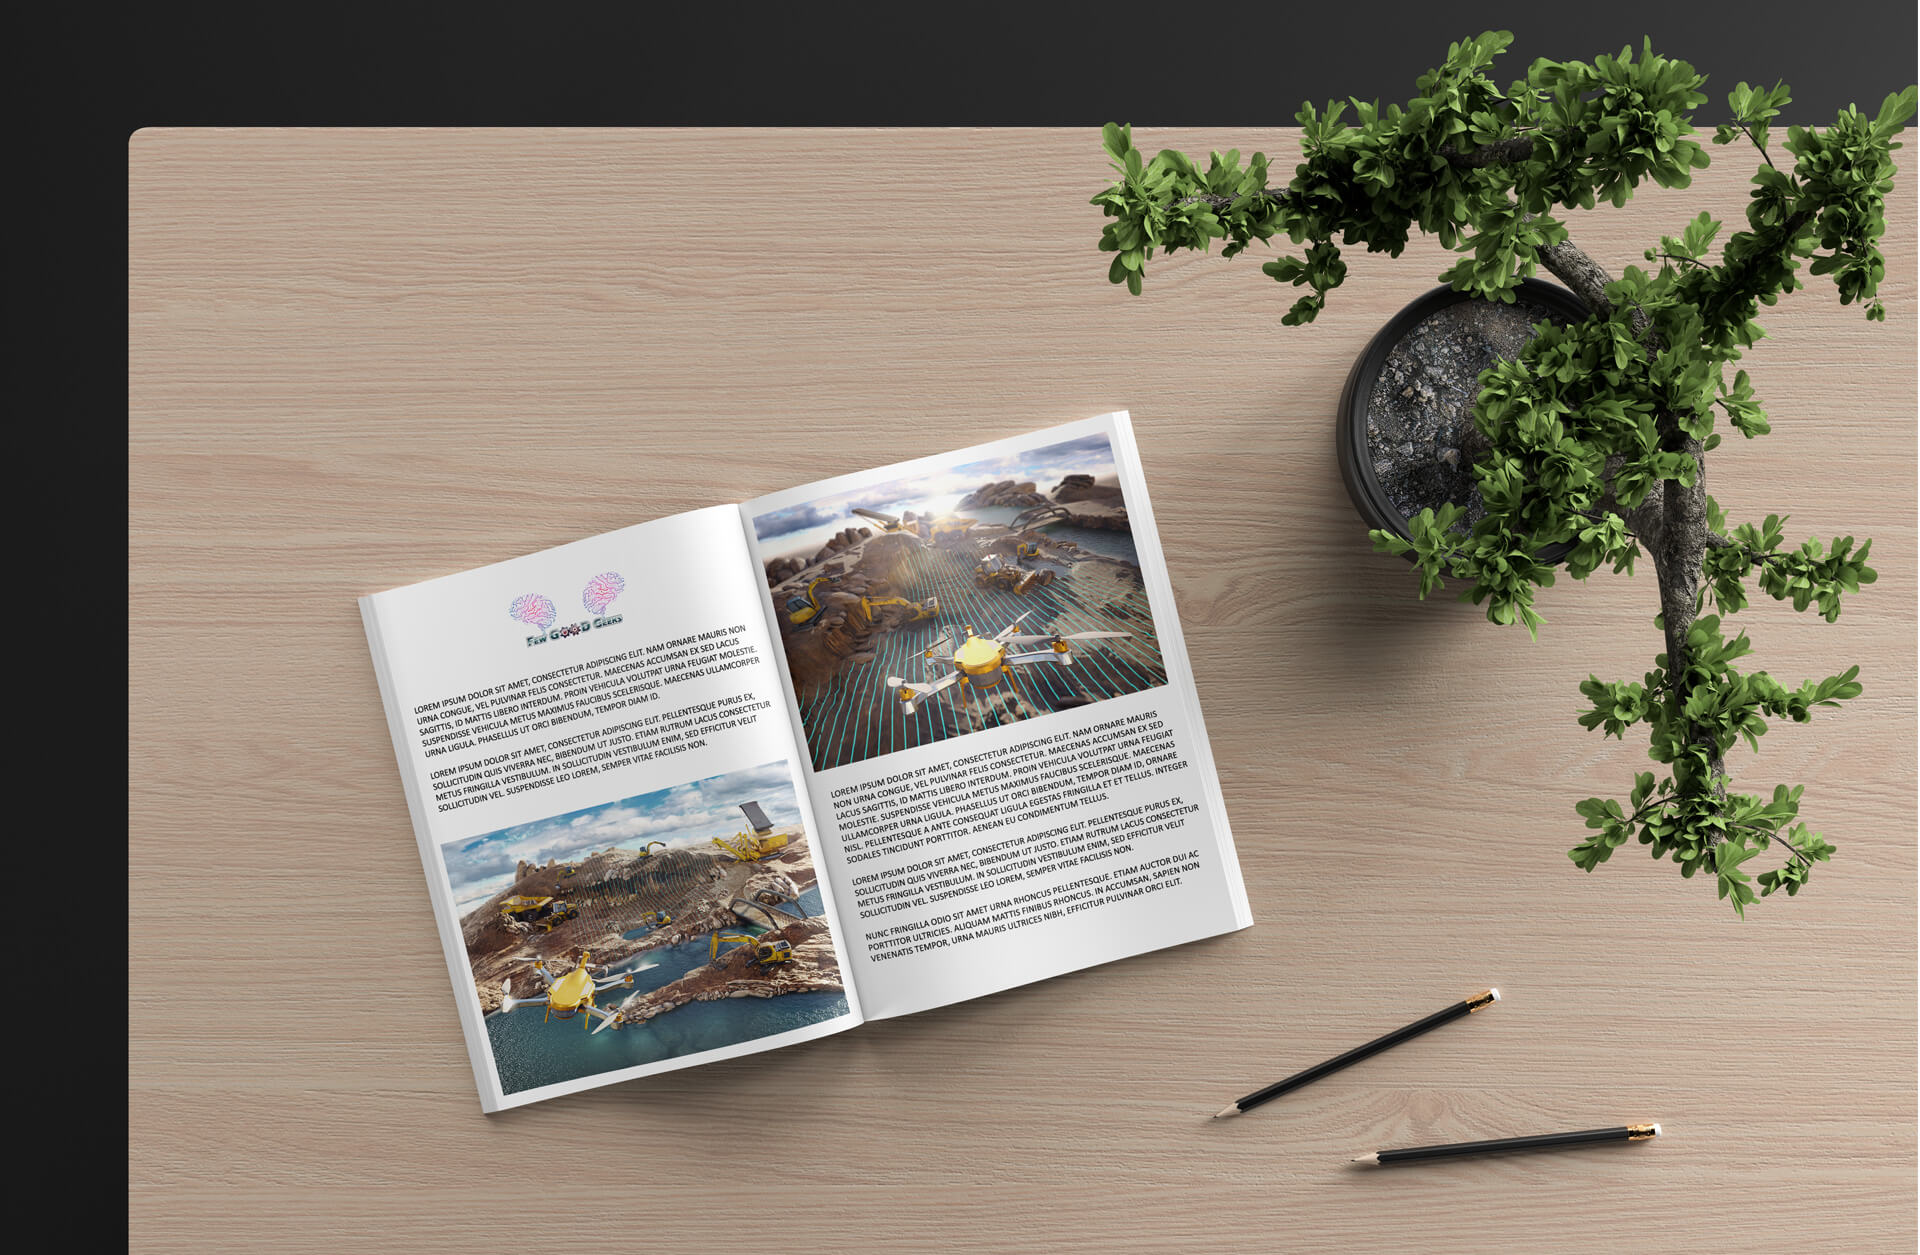 FEW GOOD GEEKS
LOREM IPSUM DOLOR SIT AMET, CONSECTETUR ADIPISCING ELIT. NAM ORNARE MAURIS NON
URNA CONGUE, VEL PULVINAR FELIS CONSECTETUR. MAECENAS ACCUMSAN EX SED LACUS
SAGITTIS, ID MATTIS LIBERO INTERDUM. PROIN VEHICULA VOLUTPAT URNA FEUGIAT MOLESTIE.
SUSPENDISSE VEHICULA METUS MAXIMUS FAUCIBUS SCELERISQUE. MAECENAS ULLAMCORPER
URNA LIGULA. PHASELLUS UT ORCI BIBENDUM, TEMPOR DIAM ID.
LOREM IPSUM DOLOR SIT AMET, CONSECTETUR ADIPISCING ELIT. PELLENTESQUE PURUS EX,
SOLLICITUDIN QUIS VIVERRA NEC, BIBENDUM UT JUSTO. ETIAM RUTRUM LACUS CONSECTETUR
METUS FRINGILLA VESTIBULUM. IN SOLLICITUDIN VESTIBULUM ENIM, SED EFFICITUR VELIT
SOLLICITUDIN VEL. SUSPENDISSE LEO LOREM, SEMPER VITAE FACILISIS NON.
LOREM IPSUM DOLOR SIT AMET, CONSECTETUR ADIPISCING ELIT. NAM ORNARE MAURIS
NON URNA CONGUE, VEL PULVINAR FELIS CONSECTETUR. MAECENAS ACCUMSAN EX SED
LACUS SAGITTIS, ID MATTIS LIBERO INTERDUM. PROIN VEHICULA VOLUTPAT URNA FEUGIAT
MOLESTIE. SUSPENDISSE VEHICULA METUS MAXIMUS FAUCIBUS SCELERISQUE. MAECENAS
ULLAMCORPER URNA LIGULA. PHASELLUS UT ORCI BIBENDUM, TEMPOR DIAM ID, ORNARE
NISL. PELLENTESQUE A ANTE CONSEQUAT LIGULA EGESTAS FRINGILLA ET ET TELLUS. INTEGER
SODALES TINCIDUNT PORTTITOR. AENEAN EU CONDIMENTUM TELLUS.
LOREM IPSUM DOLOR SIT AMET, CONSECTETUR ADIPISCING ELIT. PELLENTESQUE PURUS EX,
SOLLICITUDIN QUIS VIVERRA NEC, BIBENDUM UT JUSTO. ETIAM RUTRUM LACUS CONSECTETUR
METUS FRINGILLA VESTIBULUM. IN SOLLICITUDIN VESTIBULUM ENIM, SED EFFICITUR VELIT
SOLLICITUDIN VEL. SUSPENDISSE LEO LOREM, SEMPER VITAE FACILISIS NON.
NUNC FRINGILLA ODIO SIT AMET URNA RHONCUS PELLENTESQUE. ETIAM AUCTOR DUI AC
PORTTITOR ULTRICIES. ALIQUAM MATTIS FINIBUS RHONCUS. IN ACCUMSAN, SAPIEN NON
VENENATIS TEMPOR, URNA MAURIS ULTRICES NIBH, EFFICITUR PULVINAR ORCI ELIT.